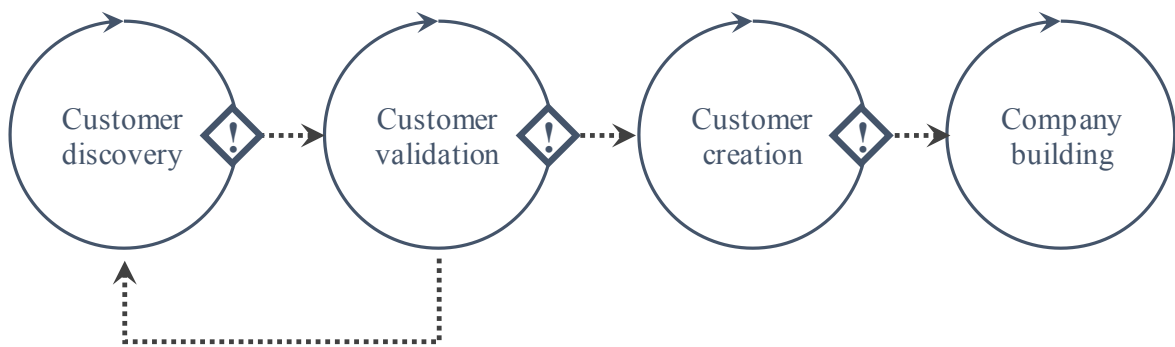 Customer
discovery
!
Customer
validation
!
Customer
creation
!
Company
building